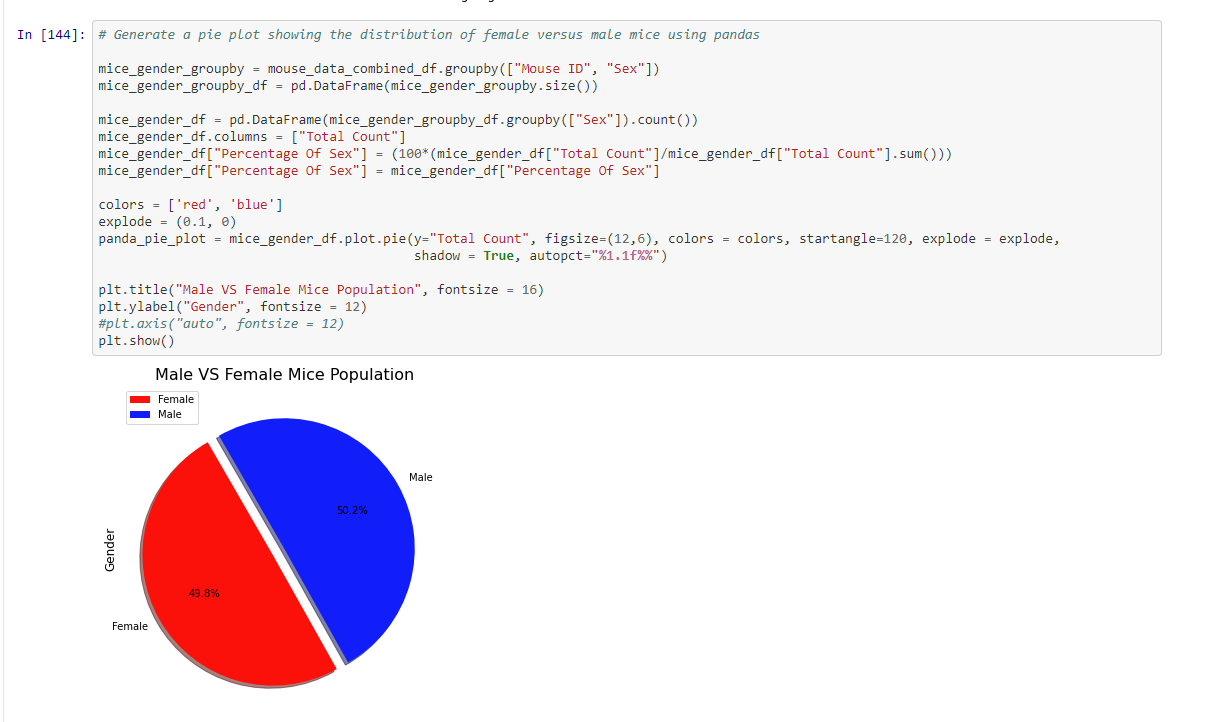 In [144]:
# Generate a pie plot showing the distribution of female versus male mice using pandas
mice_gender_groupby = mouse_data_combined_df.groupby(["Mouse ID", "Sex"])
mice_gender_groupby_df = pd.DataFrame(mice_gender_groupby.size())
mice_gender_df = pd.DataFrame(mice_gender_groupby_df.groupby(["Sex"]).count())
mice_gender_df.columns = ["Total Count"]
mice_gender_df["Percentage Of Sex"] = (100*(mice_gender_df["Total Count"]/mice_gender_df["Total Count"].sum()))
mice_gender_df["Percentage Of Sex"] = mice_gender_df["Percentage Of Sex"]
colors = ['red', 'blue']
explode = (0.1, 0)
panda_pie_plot = mice_gender_df.plot.pie(y="Total Count", figsize=(12,6), colors = colors, startangle=120, explode = explode,
shadow = True, autopct="%1.1f%%")
plt.title("Male VS Female Mice Population", fontsize = 16)
plt.ylabel("Gender", fontsize = 12)
#plt.axis("auto", fontsize = 12)
plt.show()
Male VS Female Mice Population
Female
Male
Male
50.2%
Gender
49.8%
Female